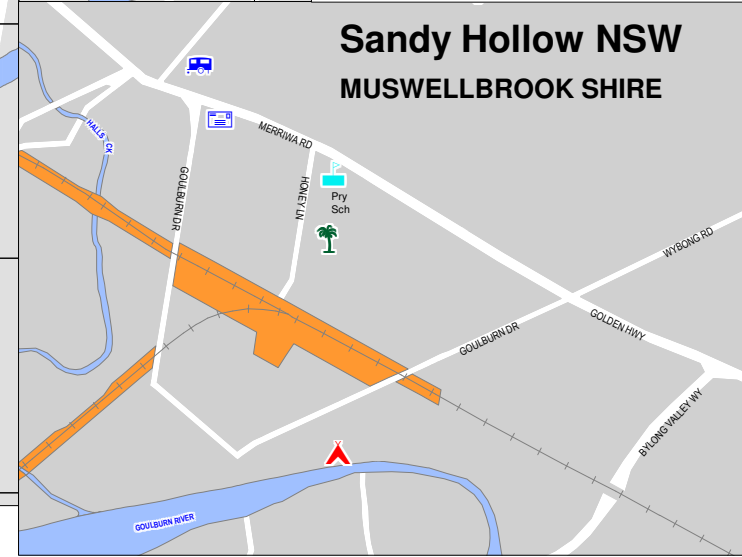 Sandy Hollow NSW
MUSWELLBROOK SHIRE
HALLS CK
MERRIWA RD
GOULBURN DR
HONEY LN
Pry
Sch
WYBONG RD
GOLDEN HWY
GOULBURN DR
BYLONG VALLEY WY
GOULBURN RIVER